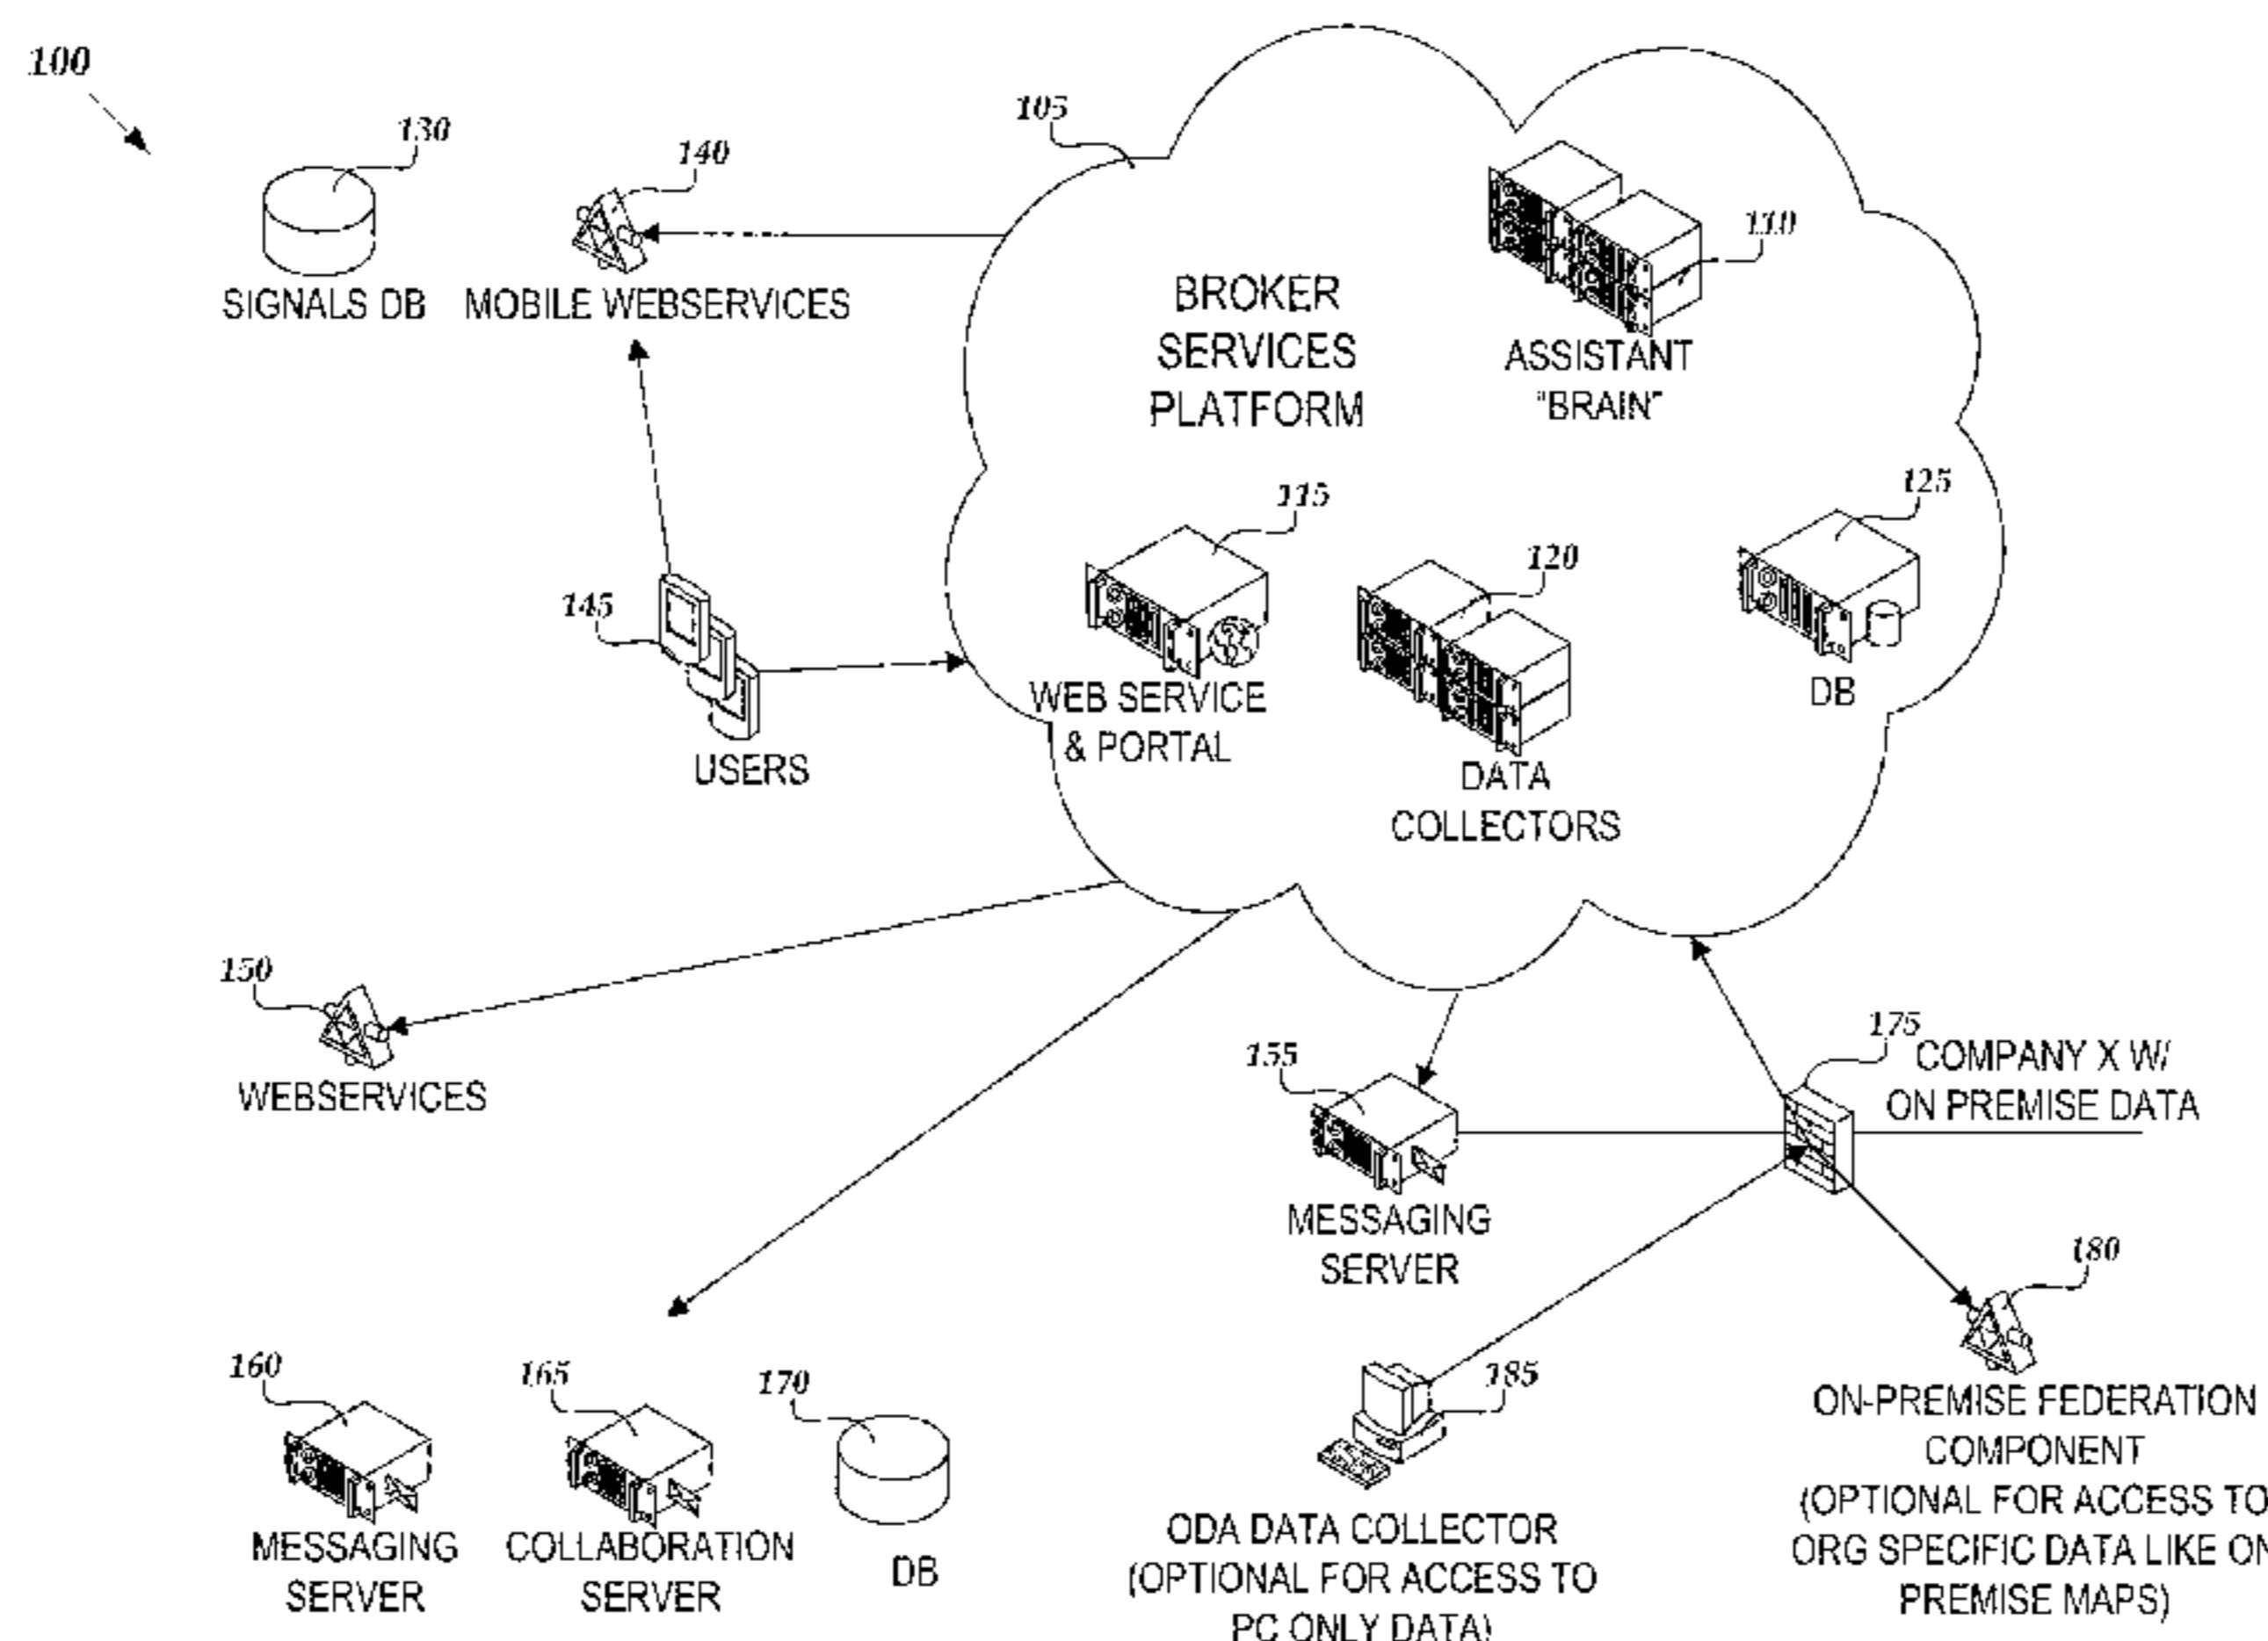 100
105
130
140
110
SIGNALS DB
MOBILE WEBSERVICES
BROKER
SERVICES
PLATFORM
ASSISTANT
"BRAIN"
115
125
120
145
WEB SERVICE
& PORTAL
DB
USERS
DATA
COLLECTORS
150
WEBSERVICES
155
175
COMPANY X W/
ON PREMISE DATA
MESSAGING
SERVER
180
160
165
170
185
ON-PREMISE FEDERATION
COMPONENT
(OPTIONAL FOR ACCESS TO
ORG SPECIFIC DATA LIKE ON
PREMISE MAPS)
MESSAGING
SERVER
COLLABORATION
SERVER
DB
ODA DATA COLLECTOR
(OPTIONAL FOR ACCESS TO
PC ONLY DATA)